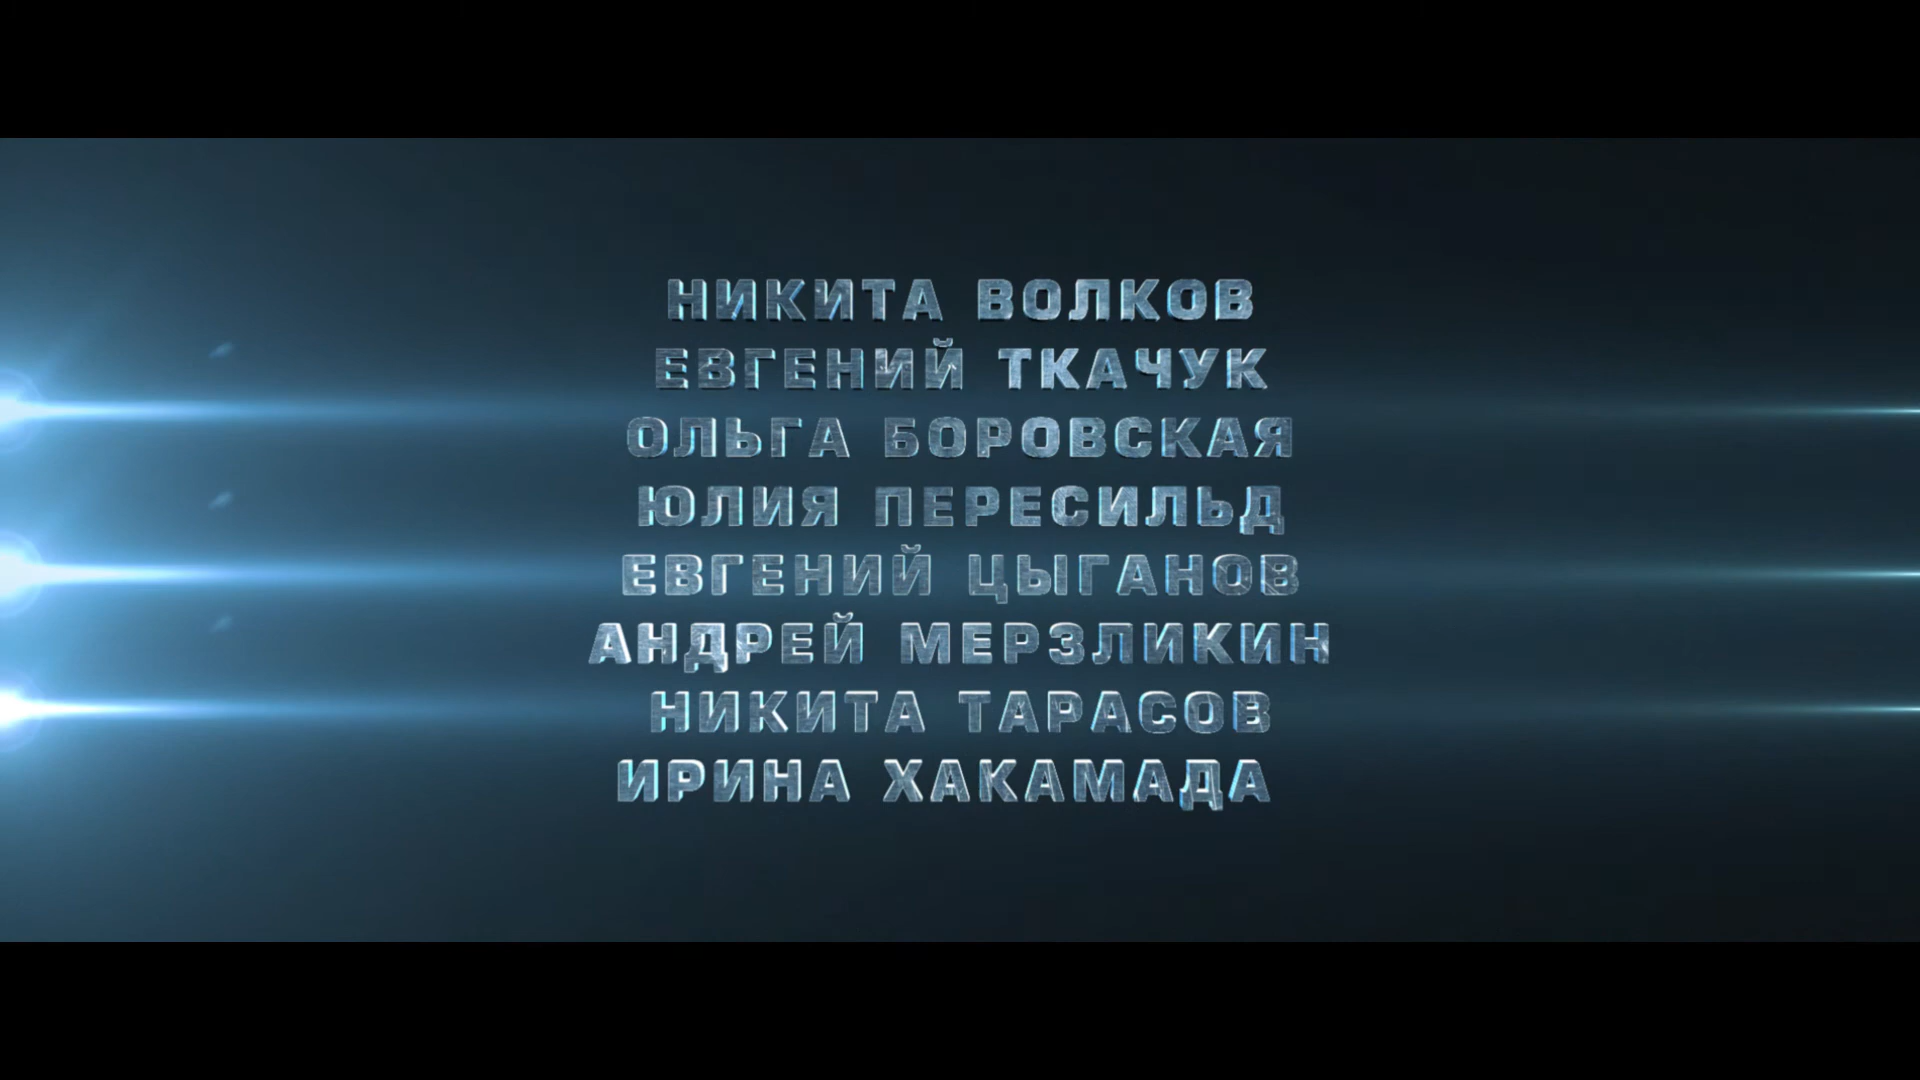 НИКИТА ВОЛКОВ
ЕВГЕНИЙ ТКАЧУК
ОЛЬГА БОРОВСКАЯ
ЮЛИЯ ПЕРЕСИЛЬД
ЕВГЕНИЙ ЦЫГАНОВ
АНДРЕЙ МЕРЗЛИКИН
НИКИТА ТАРАСОВ
ИРИНА ХАКАМАДА